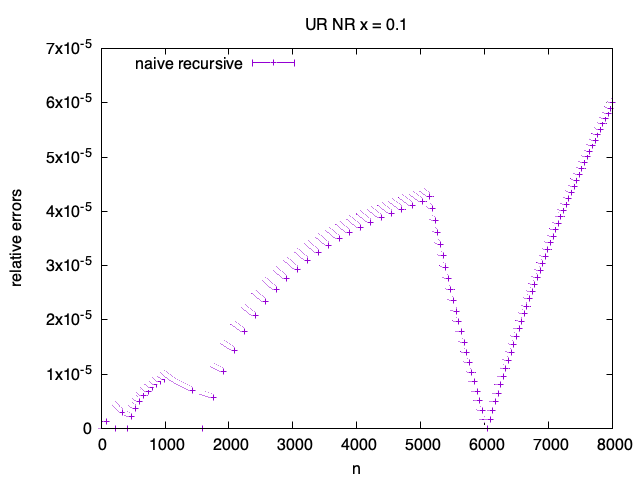 UR NR x = 0.1
7x10-5
naive recursive
6x10-5
5x10-5
4x10-5
3x10-5
2x10-5
1x10-5
0
relative errors
0 1000 2000 3000 4000 5000 6000 7000 8000
n